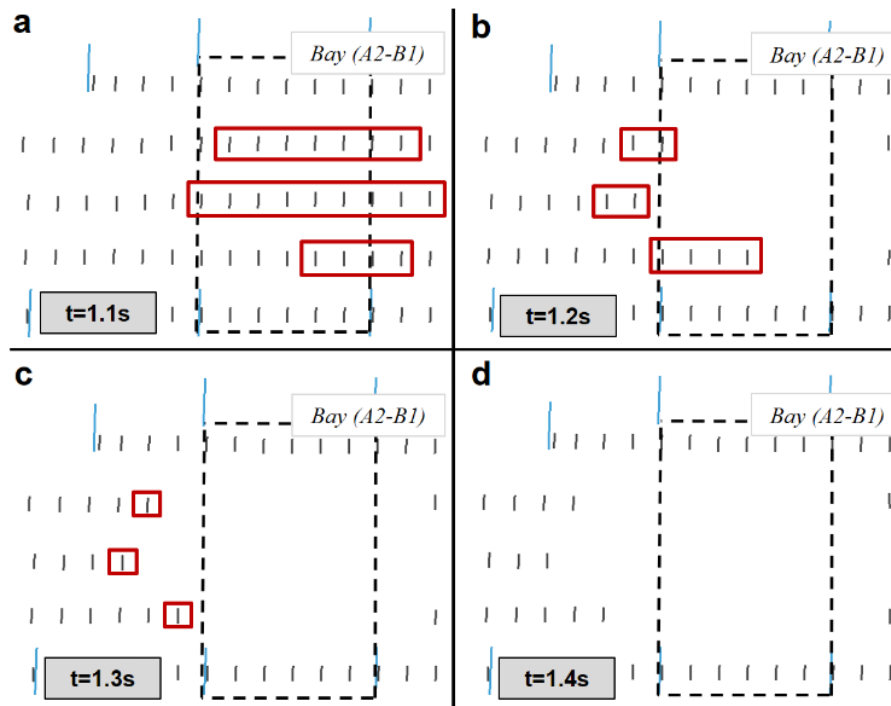 a
Bay (A2-B1)
t=1.1s
b
Bay (A2-B1)
t=1.2s
c
Bay (A2-B1)
t=1.3s
d
Bay (A2-B1)
t=1.4s